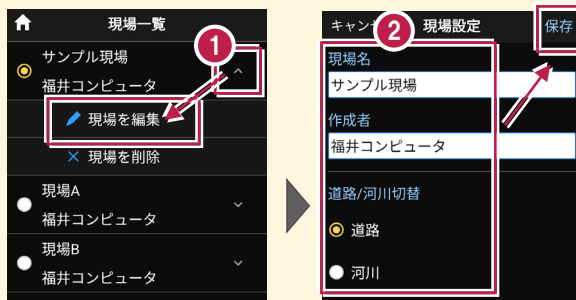 現場一覧
1
サンプル現場
福井コンピュータ
現場を編集
現場を削除
現場A
福井コンピュータ
現場B
福井コンピュータ
キャン
2
現場設定
保存
現場名
サンプル現場
作成者
福井コンピュータ
道路/河川切替
道路
河川